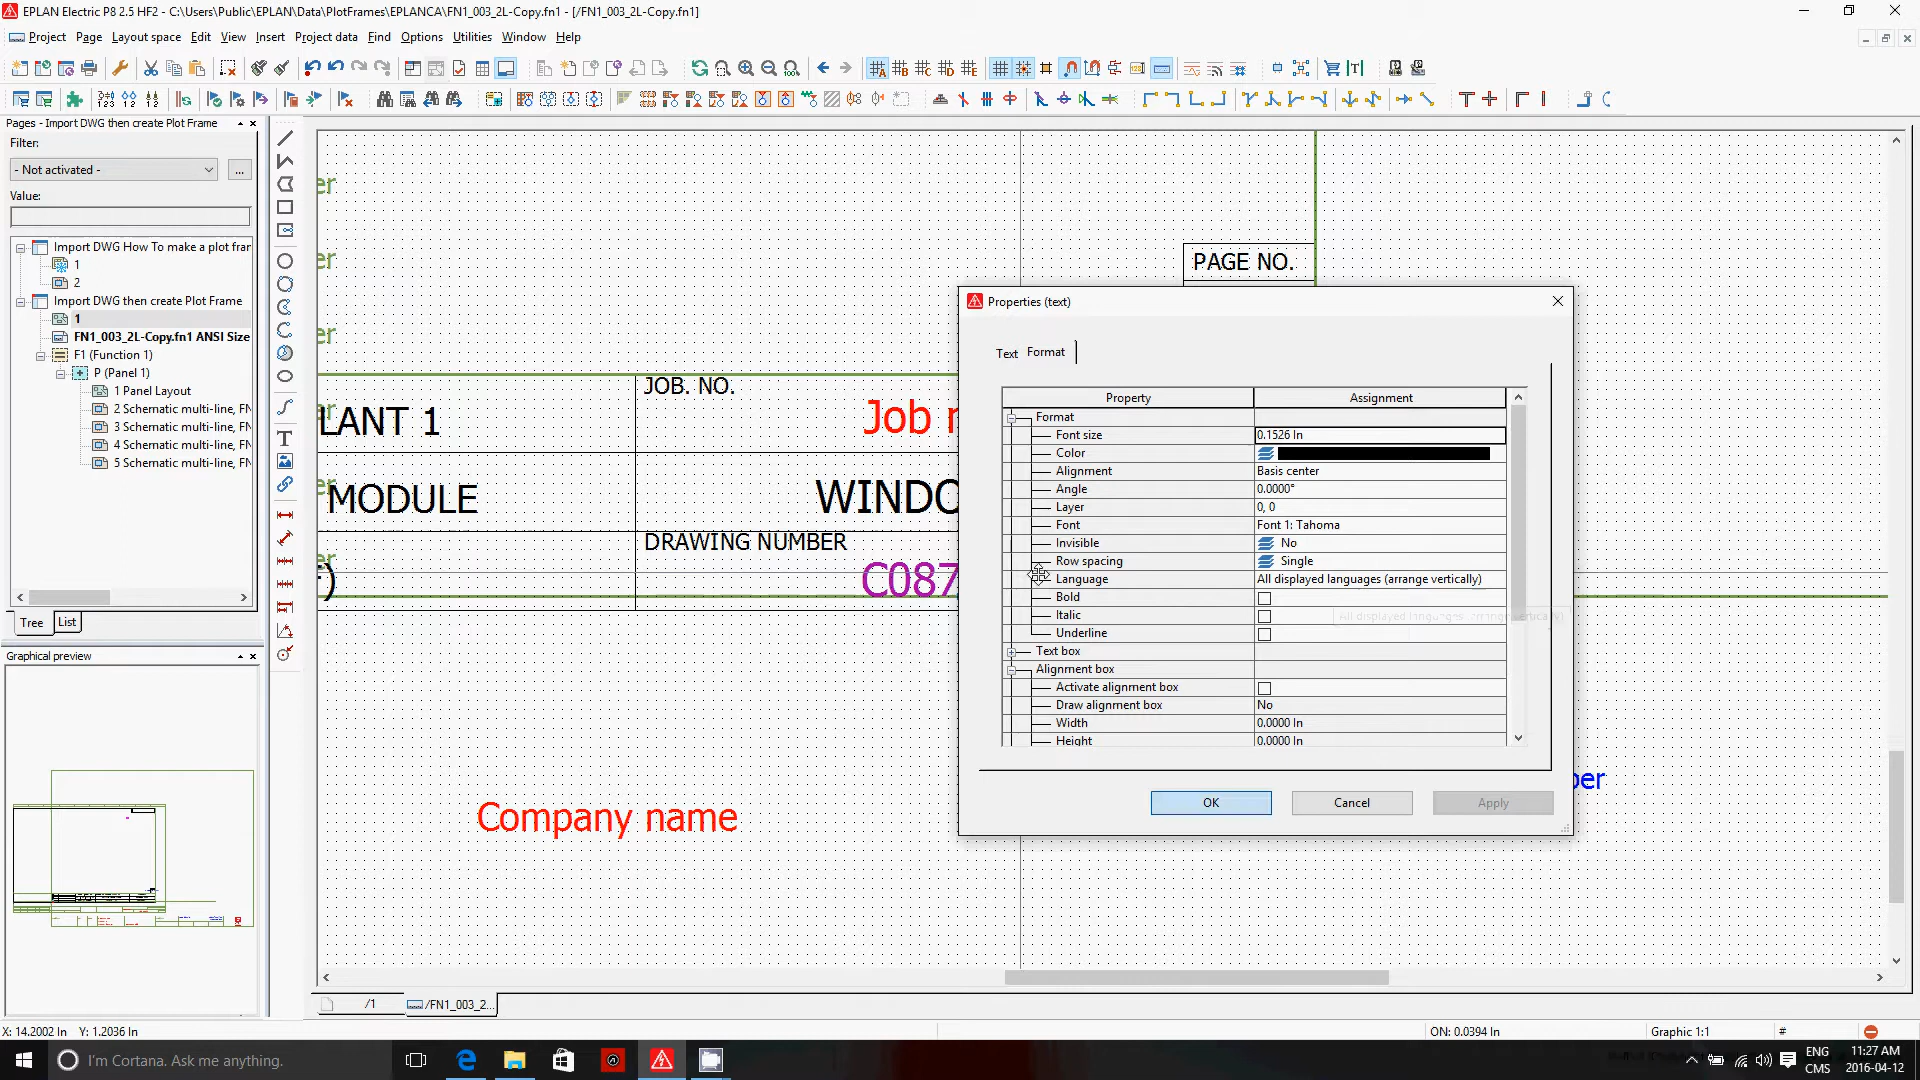 EPLAN Electric P8 2.5 HF2 - C:\Users\Public\EPLAN\Data\PlotFrames\EPLANCA\FN1_003_2L-Copy.fn1 - [/FN1_003_2L-Copy.fn1]
Project Page Layout space Edit View Insert Project data Find Options Utilities Window Help
Pages - Import DWG then create Plot Frame
Filter:
- Not activated -
...
Value:
Import DWG How To make a plot frar
1
2
Import DWG then create Plot Frame
1
FN1_003_2L-Copy.fn1 ANSI Size
F1 (Function 1)
P (Panel 1)
1 Panel Layout
2 Schematic multi-line, FN
3 Schematic multi-line, FN
4 Schematic multi-line, FN
5 Schematic multi-line, FN
Tree List
Graphical preview
er
er
er
PAGE NO.
JOB. NO.
LANT 1
Job n
MODULE
WINDO
DRAWING NUMBER
C087
Company name
ber
Properties (text)
Text Format
Property Assignment
Format
Font size 0.1526 In
Color
Alignment Basis center
Angle 0.0000°
Layer 0, 0
Font Font 1: Tahoma
Invisible No
Row spacing Single
Language All displayed languages (arrange vertically)
Bold
Italic
Underline
Text box
Alignment box
Activate alignment box
Draw alignment box No
Width 0.0000 In
Height 0.0000 In
OK Cancel Apply
/1 /FN1_003_2...
X: 14.2002 In Y: 1.2036 In
ON: 0.0394 In
Graphic 1:1
#
I'm Cortana. Ask me anything.
ENG
CMS
11:27 AM
2016-04-12